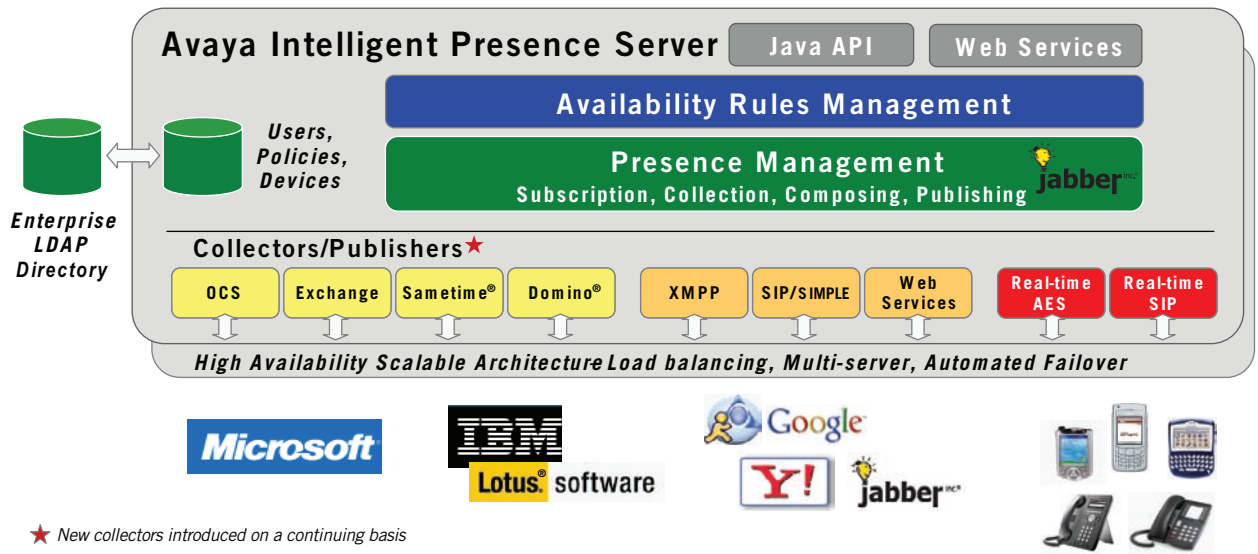 Avaya Intelligent Presence Server
Java API
Web Services
Availability Rules Management
Users,
Policies,
Devices
Presence Management
Subscription, Collection, Composing, Publishing
jabber inc.
Enterprise
LDAP
Directory
Collectors/Publishers★
OCS
Exchange
Sametime®
Domino®
XMPP
SIP/SIMPLE
Web
Services
Real-time
AES
Real-time
SIP
High Availability Scalable Architecture - Load balancing, Multi-server, Automated Failover
Microsoft
IBM
Lotus® software
Google
Y!
jabber inc.
★ New collectors introduced on a continuing basis